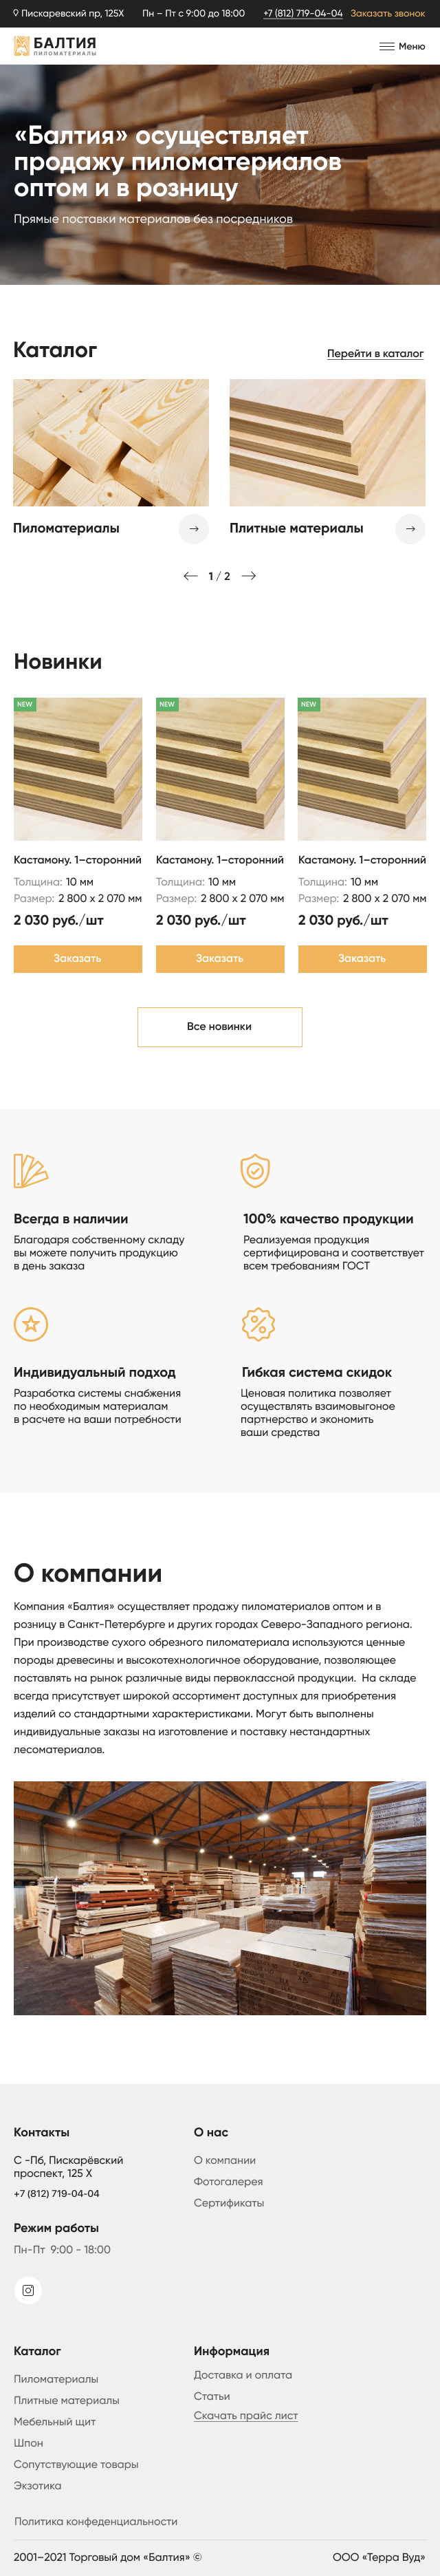 Пискаревский пр, 125Х Пн – Пт с 9:00 до 18:00 +7 (812) 719-04-04 Заказать звонок
БАЛТИЯ
ПИЛОМАТЕРИАЛЫ
Меню
«Балтия» осуществляет
продажу пиломатериалов
оптом и в розницу
Прямые поставки материалов без посредников
Каталог
Перейти в каталог
Пиломатериалы
Плитные материалы
1 / 2
Новинки
NEW NEW NEW
Кастамону. 1–сторонний Кастамону. 1–сторонний Кастамону. 1–сторонний
Толщина: 10 мм Толщина: 10 мм Толщина: 10 мм
Размер: 2 800 х 2 070 мм Размер: 2 800 х 2 070 мм Размер: 2 800 х 2 070 мм
2 030 руб./шт 2 030 руб./шт 2 030 руб./шт
Заказать Заказать Заказать
Все новинки
Всегда в наличии
Благодаря собственному складу
вы можете получить продукцию
в день заказа
100% качество продукции
Реализуемая продукция
сертифицирована и соответствует
всем требованиям ГОСТ
Индивидуальный подход
Разработка системы снабжения
по необходимым материалам
в расчете на ваши потребности
Гибкая система скидок
Ценовая политика позволяет
осуществлять взаимовыгоное
партнерство и экономить
ваши средства
О компании
Компания «Балтия» осуществляет продажу пиломатериалов оптом и в
розницу в Санкт-Петербурге и других городах Северо-Западного региона.
При производстве сухого обрезного пиломатериала используются ценные
породы древесины и высокотехнологичное оборудование, позволяющее
поставлять на рынок различные виды первоклассной продукции. На складе
всегда присутствует широкой ассортимент доступных для приобретения
изделий со стандартными характеристиками. Могут быть выполнены
индивидуальные заказы на изготовление и поставку нестандартных
лесоматериалов.
Контакты
С -Пб, Пискарёвский
проспект, 125 Х
+7 (812) 719-04-04
Режим работы
Пн-Пт 9:00 - 18:00
О нас
О компании
Фотогалерея
Сертификаты
Каталог
Пиломатериалы
Плитные материалы
Мебельный щит
Шпон
Сопутствующие товары
Экзотика
Информация
Доставка и оплата
Статьи
Скачать прайс лист
Политика конфеденциальности
2001–2021 Торговый дом «Балтия» © ООО «Терра Вуд»